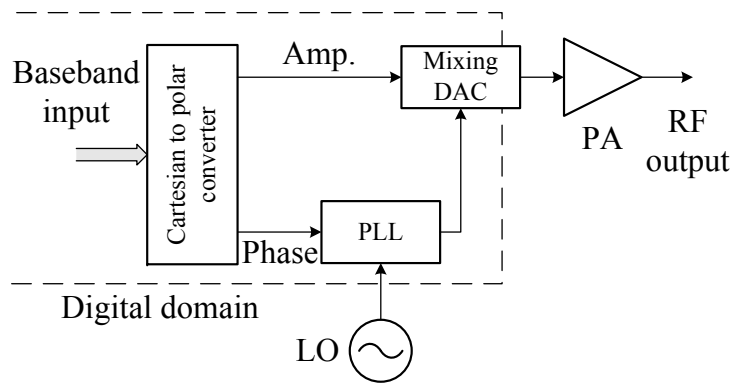 Baseband
input
Cartesian to polar
converter
Amp.
Mixing
DAC
PA
RF
output
Phase
PLL
Digital domain
LO